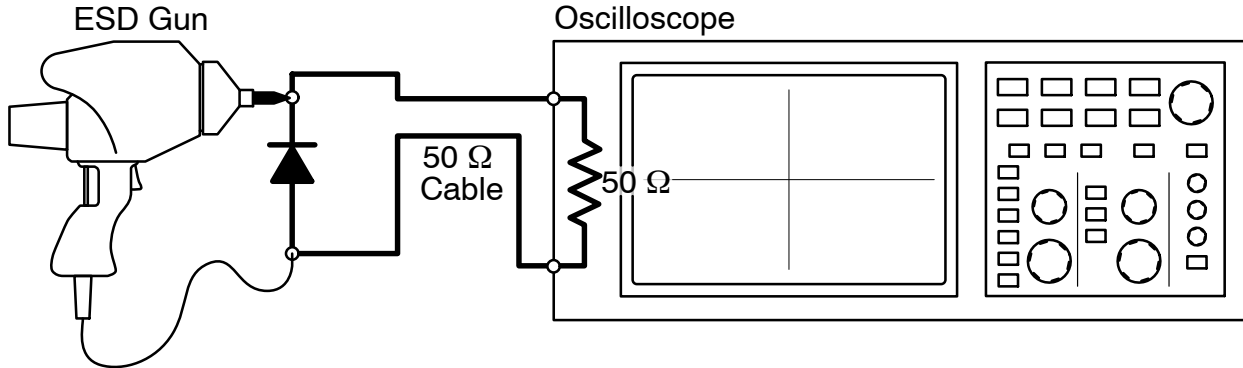 ESD Gun
Oscilloscope
50 Ω
Cable
50 Ω